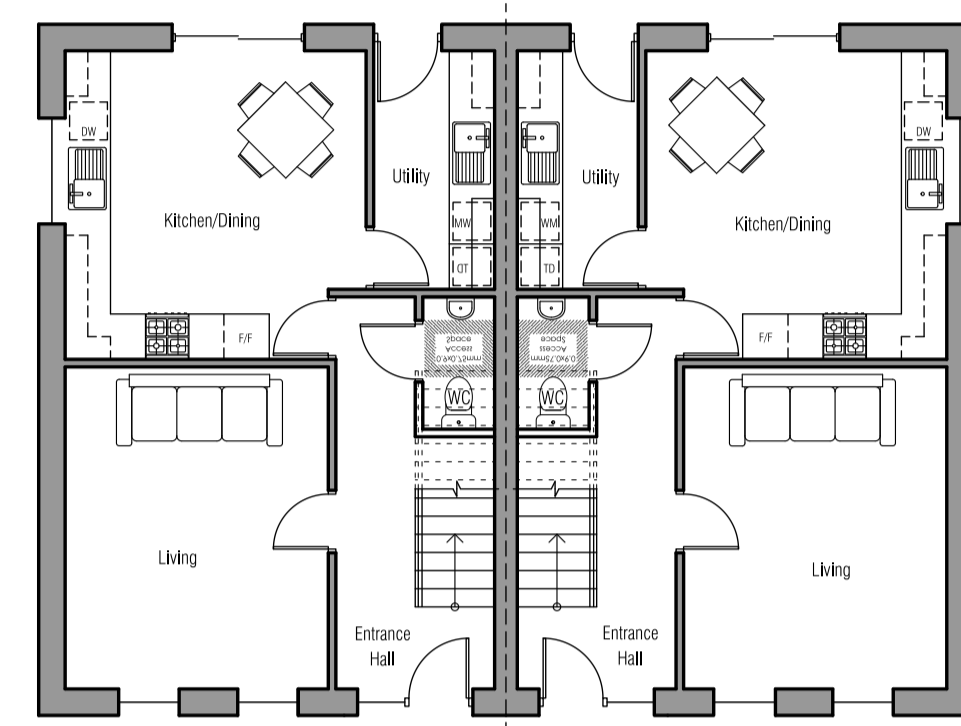 DW
Utility
MW
TD
Kitchen/Dining
F/F
0.9x0.75mm
Access
Space
WC
Living
Entrance
Hall
Utility
WM
TD
DW
Kitchen/Dining
F/F
0.9x0.75mm
Access
Space
WC
Living
Entrance
Hall